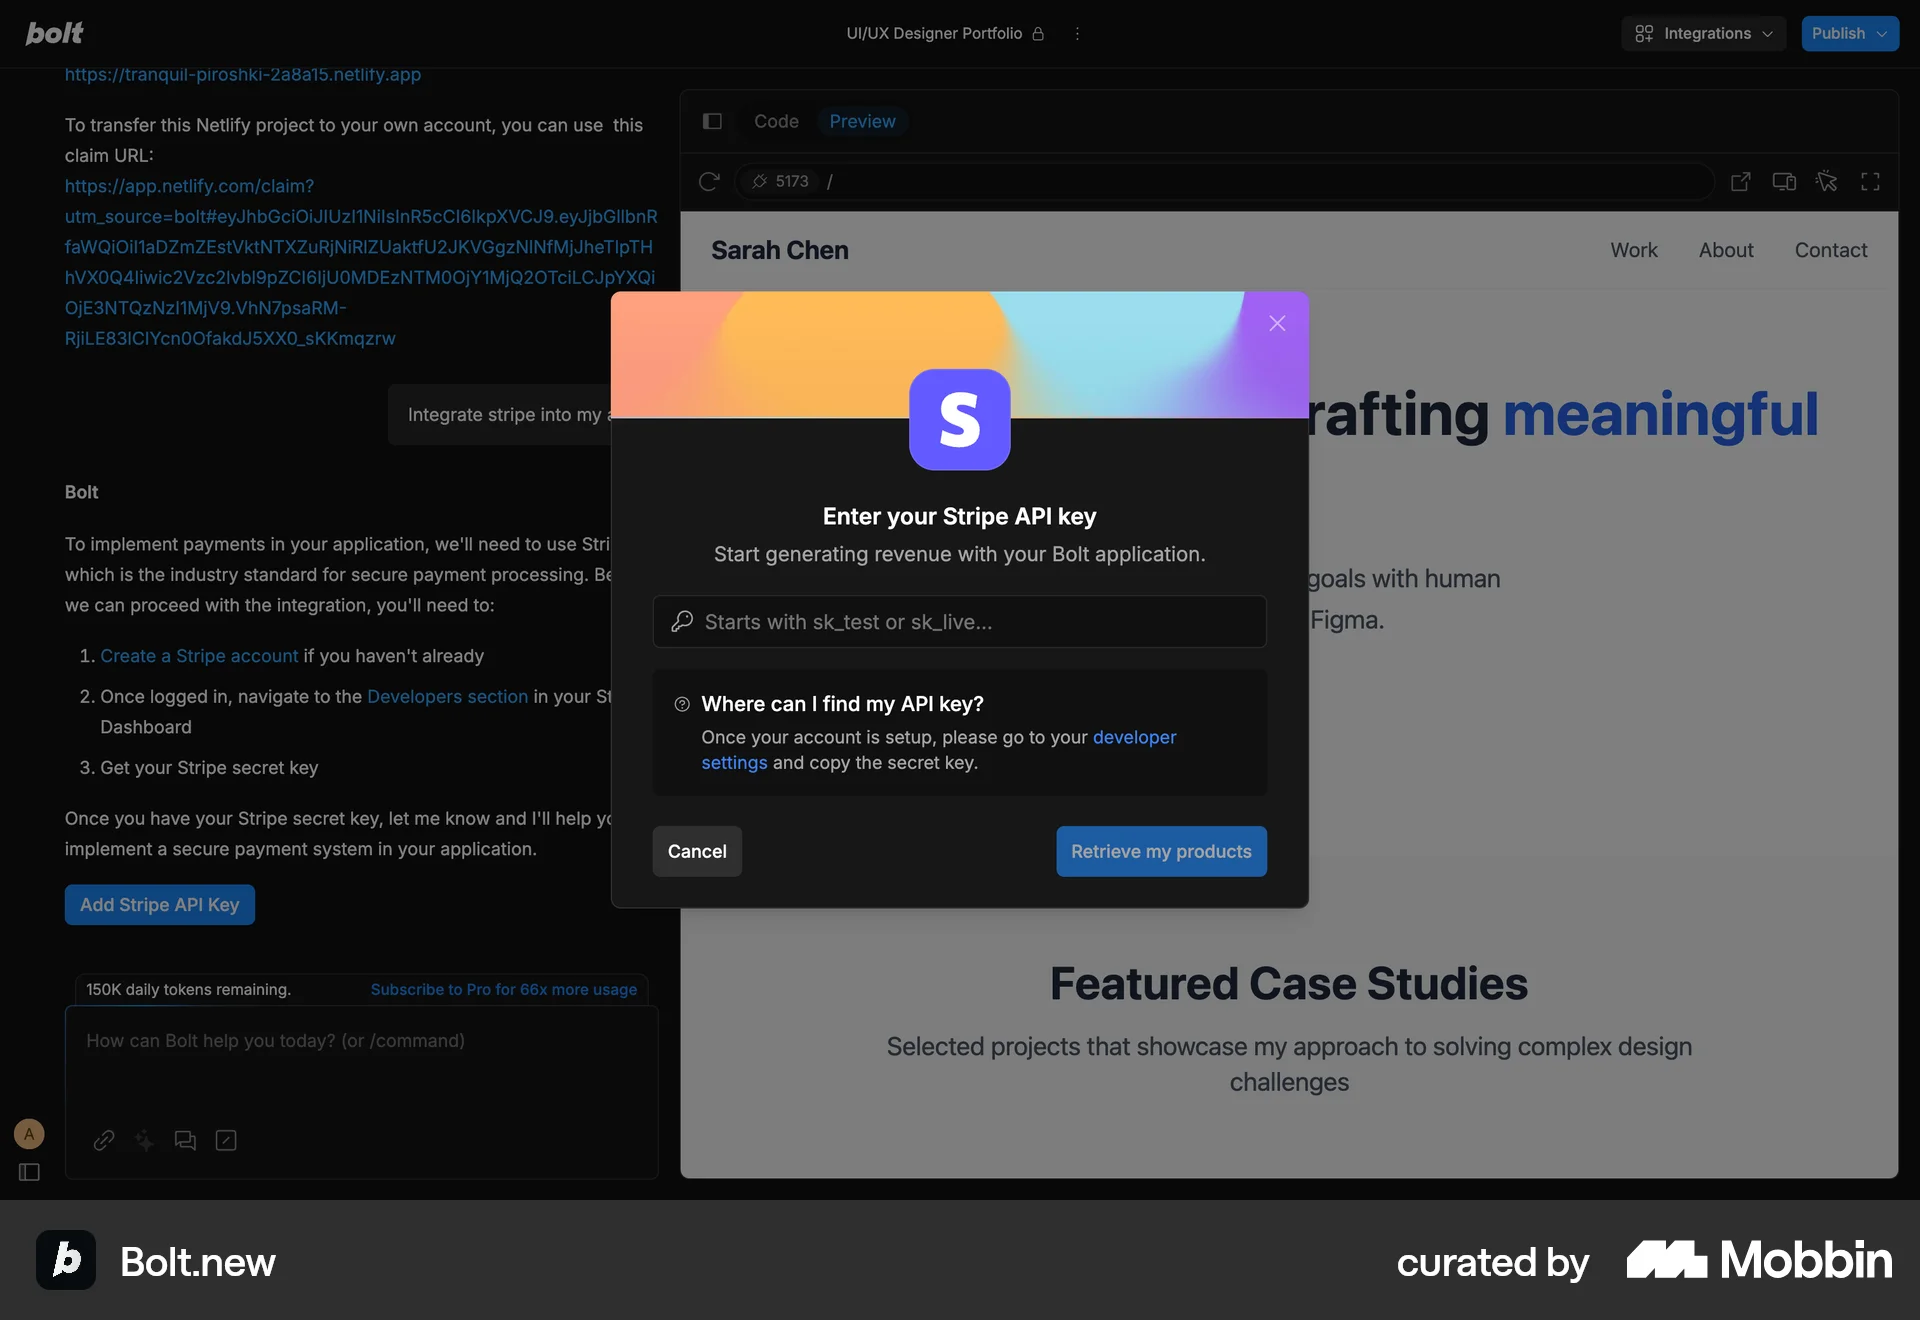 bolt
UI/UX Designer Portfolio
Integrations
Publish
https://tranquil-piroshki-2a8a15.netlify.app
To transfer this Netlify project to your own account, you can use this
claim URL:
https://app.netlify.com/claim?
utm_source=bolt#eyJhbGciOiJIUzI1NiIsInR5cCI6IkpXVCJ9.eyJjbGllbnR
faWQiOiI1aDZmZEstVktNTXZuRjNiRlZUaktfU2JKVGgzNlNfMjJheTlpTH
hVX0Q4Iiwic2Vzc2lvbl9pZCI6IjU0MDEzNTM0OjY1MjQ2OTciLCJpYXQi
OjE3NTQzNzI1MjV9.VhN7psaRM-
RjiLE83lClYcn0OfakdJ5XX0_sKKmqzrw
Integrate stripe into my a
Bolt
To implement payments in your application, we'll need to use Stri
which is the industry standard for secure payment processing. Be
we can proceed with the integration, you'll need to:
1. Create a Stripe account if you haven't already
2. Once logged in, navigate to the Developers section in your St
Dashboard
3. Get your Stripe secret key
Once you have your Stripe secret key, let me know and I'll help yo
implement a secure payment system in your application.
Add Stripe API Key
150K daily tokens remaining.
Subscribe to Pro for 66x more usage
How can Bolt help you today? (or /command)
A
Code
Preview
5173
/
Sarah Chen
Work
About
Contact
rafting meaningful
goals with human
Figma.
Featured Case Studies
Selected projects that showcase my approach to solving complex design
challenges
S
Enter your Stripe API key
Start generating revenue with your Bolt application.
Starts with sk_test or sk_live...
Where can I find my API key?
Once your account is setup, please go to your developer
settings and copy the secret key.
Cancel
Retrieve my products
b
Bolt.new
curated by
Mobbin